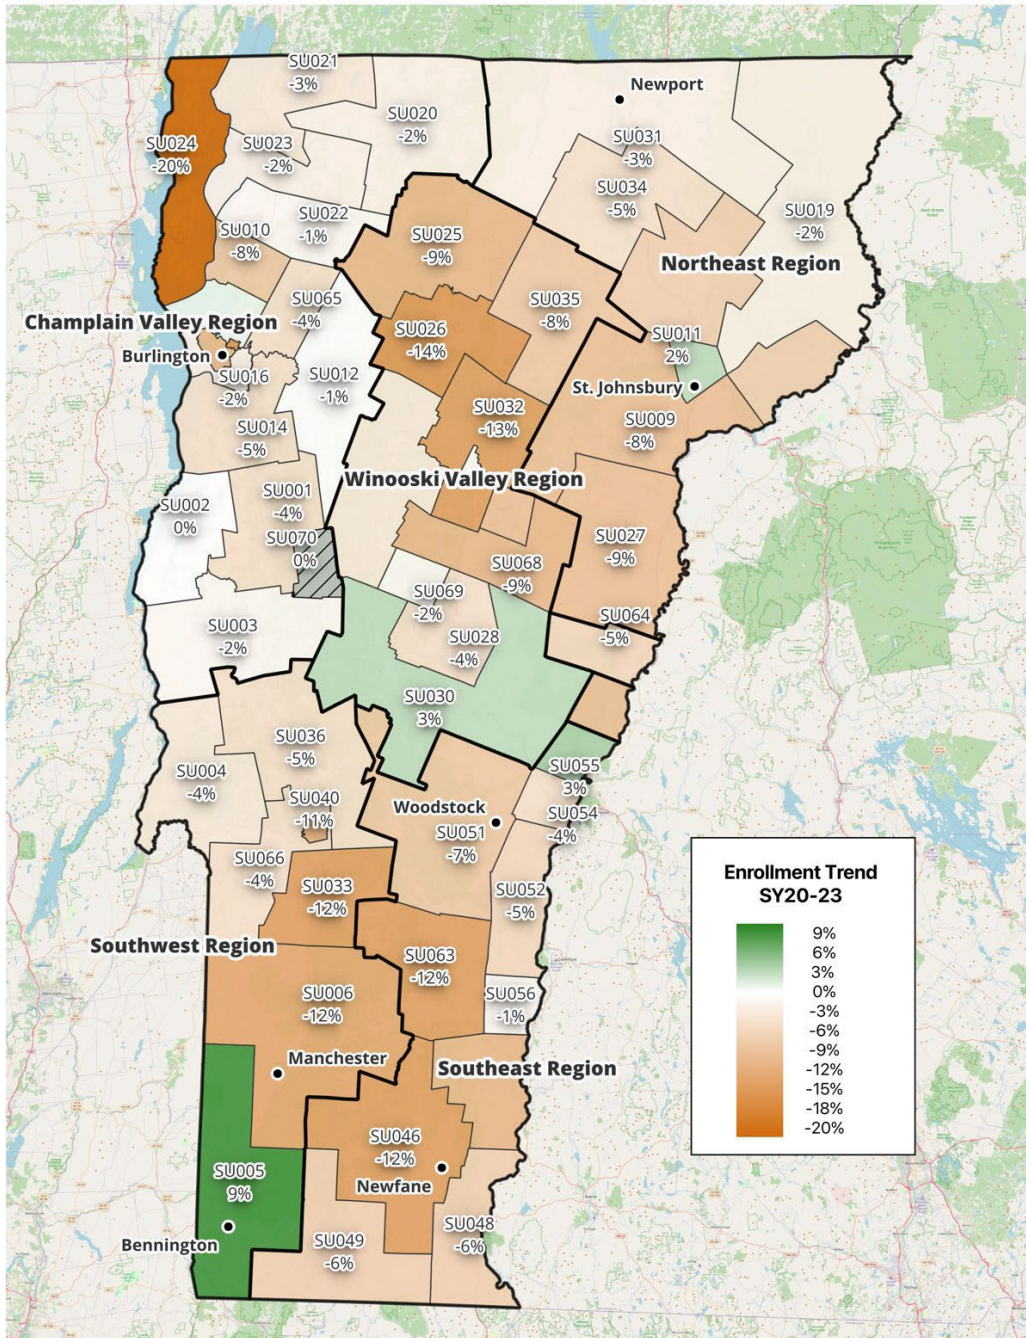 SU021
-3%
Newport
SU020
-2%
SU024
-20%
SU023
-2%
SU031
-3%
SU034
-5%
SU019
-2%
SU022
-1%
SU010
-8%
SU025
-9%
Northeast Region
SU065
-4%
SU035
-8%
Champlain Valley Region
SU026
-14%
SU011
2%
Burlington
SU016
-2%
SU012
-1%
St. Johnsbury
SU032
-13%
SU009
-8%
SU014
-5%
Winooski Valley Region
SU001
-4%
SU002
0%
SU070
0%
SU027
-9%
SU068
-9%
SU069
-2%
SU064
-5%
SU003
-2%
SU028
-4%
SU030
3%
SU036
-5%
SU004
-4%
SU055
3%
SU040
-11%
Woodstock
SU054
-4%
SU051
-7%
SU066
-4%
SU033
-12%
SU052
-5%
Southwest Region
SU063
-12%
SU006
-12%
SU056
-1%
Manchester
Southeast Region
SU046
-12%
SU005
9%
Newfane
SU048
-6%
Bennington
SU049
-6%
Enrollment Trend
SY20-23
9%
6%
3%
0%
-3%
-6%
-9%
-12%
-15%
-18%
-20%